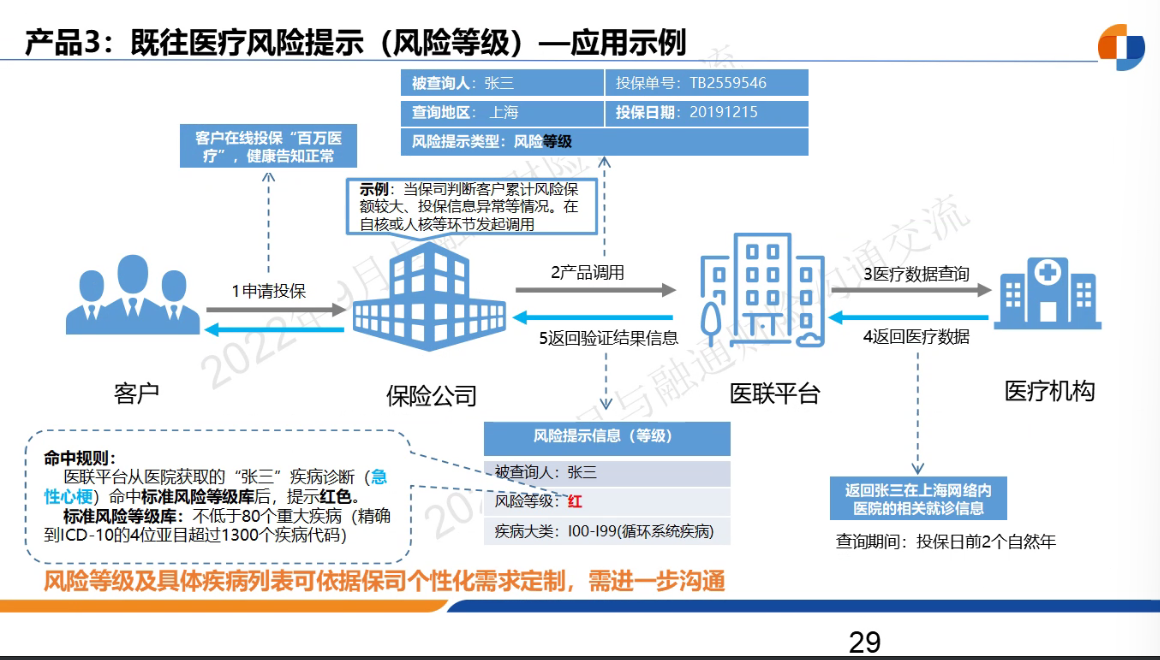 产品3：既往医疗风险提示（风险等级）—应用示例
被查询人：张三
投保单号：TB2559546
查询地区： 上海
投保日期：20191215
风险提示类型：风险等级
客户在线投保“百万医
疗”，健康告知正常
示例：当保司判断客户累计风险保
额较大、投保信息异常等情况。在
自核或人核等环节发起调用
1申请投保
2产品调用
3医疗数据查询
5返回验证结果信息
4返回医疗数据
客户
保险公司
医联平台
医疗机构
命中规则：
医联平台从医院获取的“张三”疾病诊断（急
性心梗）命中标准风险等级库后，提示红色。
标准风险等级库：不低于80个重大疾病（精确
到ICD-10的4位亚目超过1300个疾病代码）
风险提示信息（等级）
被查询人：张三
风险等级：红
疾病大类：I00-I99(循环系统疾病)
返回张三在上海网络内
医院的相关就诊信息
查询期间：投保日前2个自然年
风险等级及具体疾病列表可依据保司个性化需求定制，需进一步沟通
29